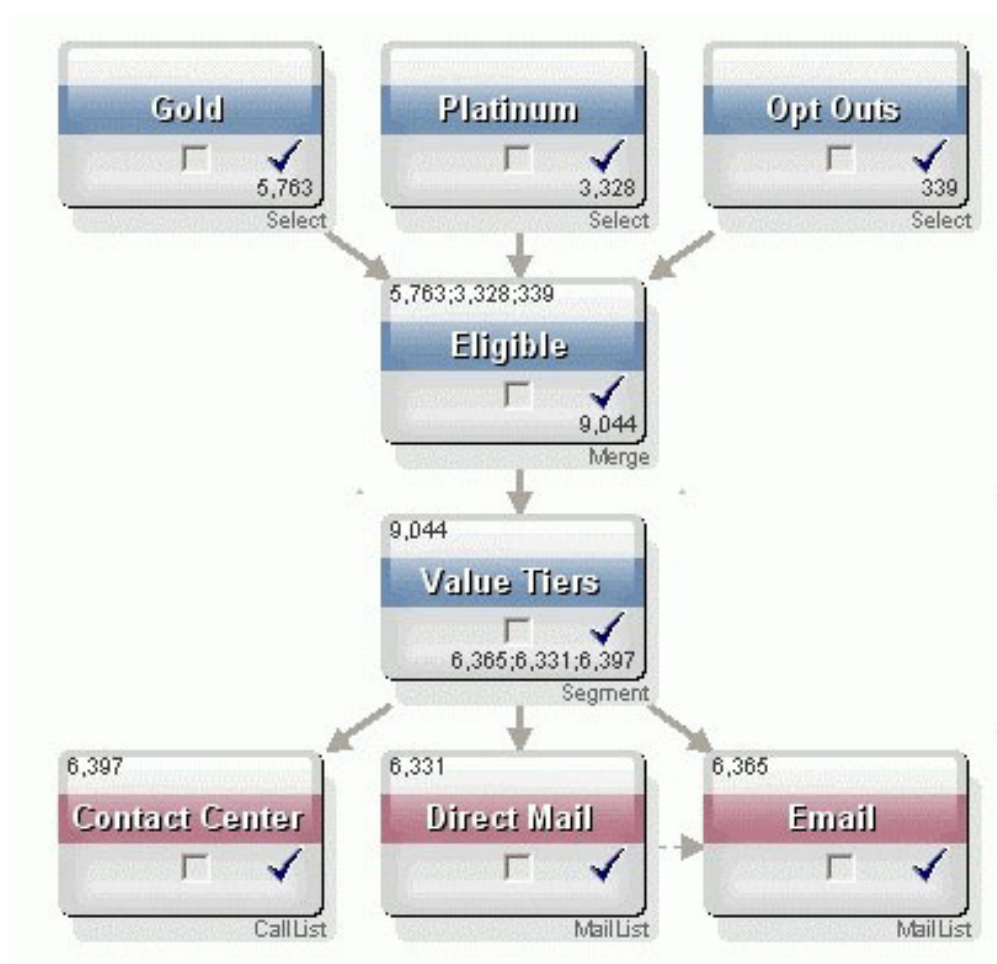 Gold
5,763
Select
Platinum
3,328
Select
Opt Outs
339
Select
5,763;3,328;339
Eligible
9,044
Merge
9,044
Value Tiers
6,365;6,331;6,397
Segment
6,397
Contact Center
CallList
6,331
Direct Mail
MailList
6,365
Email
MailList